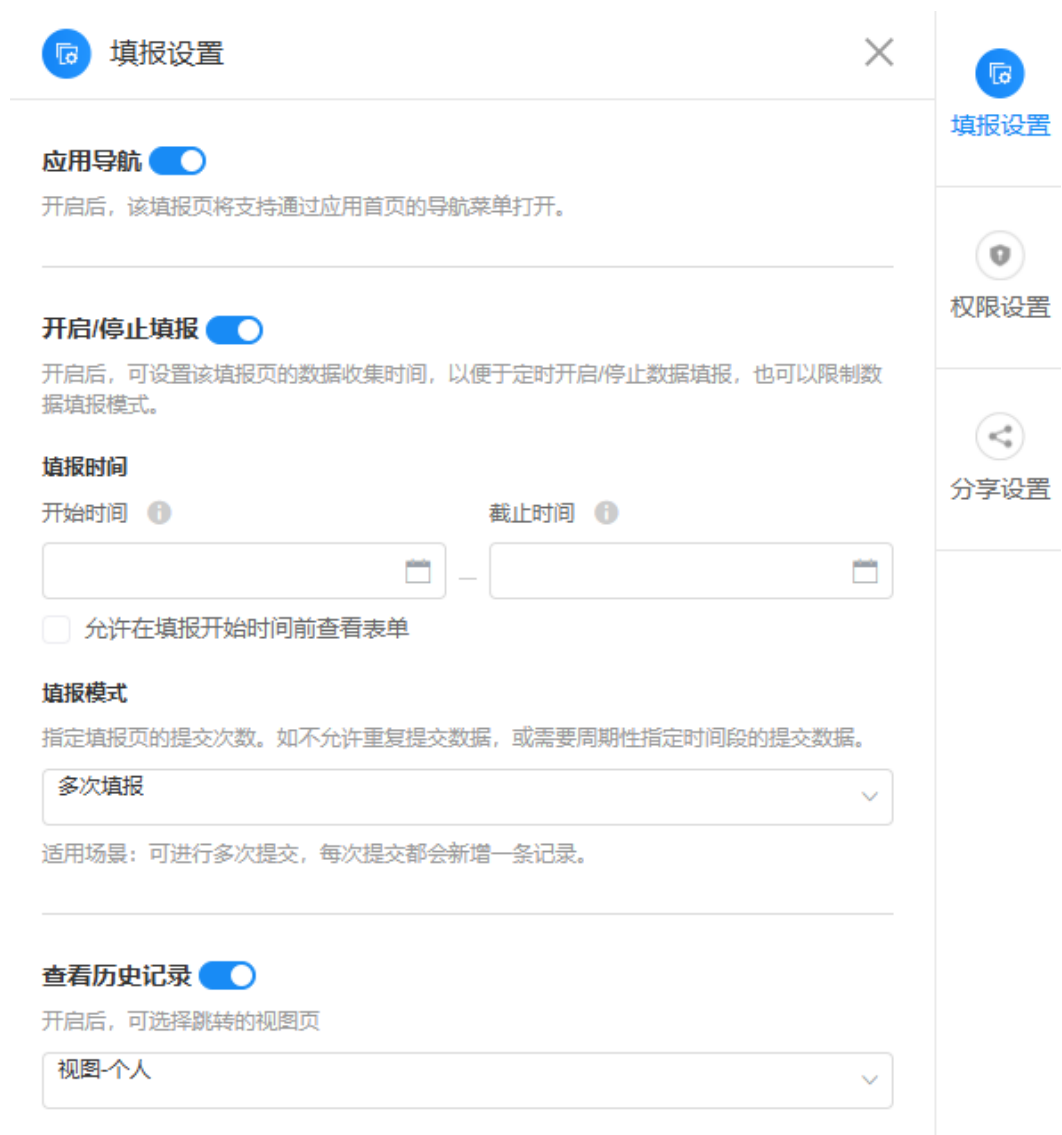 填报设置
应用导航
开启后，该填报页将支持通过应用首页的导航菜单打开。
开启/停止填报
开启后，可设置该填报页的数据收集时间，以便于定时开启/停止数据填报，也可以限制数
据填报模式。
填报时间
开始时间
截止时间
允许在填报开始时间前查看表单
填报模式
指定填报页的提交次数。如不允许重复提交数据，或需要周期性指定时间段的提交数据。
多次填报
适用场景：可进行多次提交，每次提交都会新增一条记录。
查看历史记录
开启后，可选择跳转的视图页
视图-个人
填报设置
权限设置
分享设置